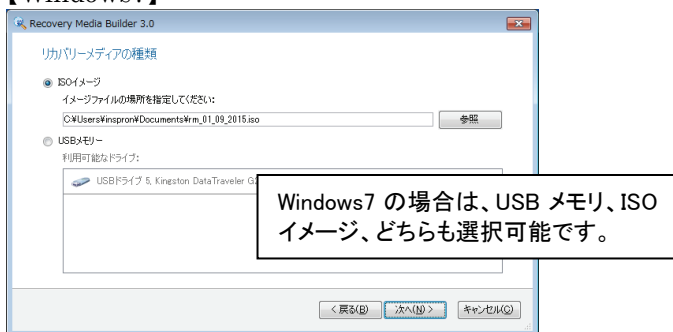 【Windows7】
Recovery Media Builder 3.0
リカバリーメディアの種類
ISOイメージ
イメージファイルの場所を指定してください:
C:¥Users¥inspron¥Documents¥rm_01_09_2015.iso
参照
USBメモリー
利用可能なドライブ:
USBドライブ 5, Kingston DataTraveler G
Windows7 の場合は、USB メモリ、ISO
イメージ、どちらも選択可能です。
< 戻る(B)
次へ(N) >
キャンセル(C)